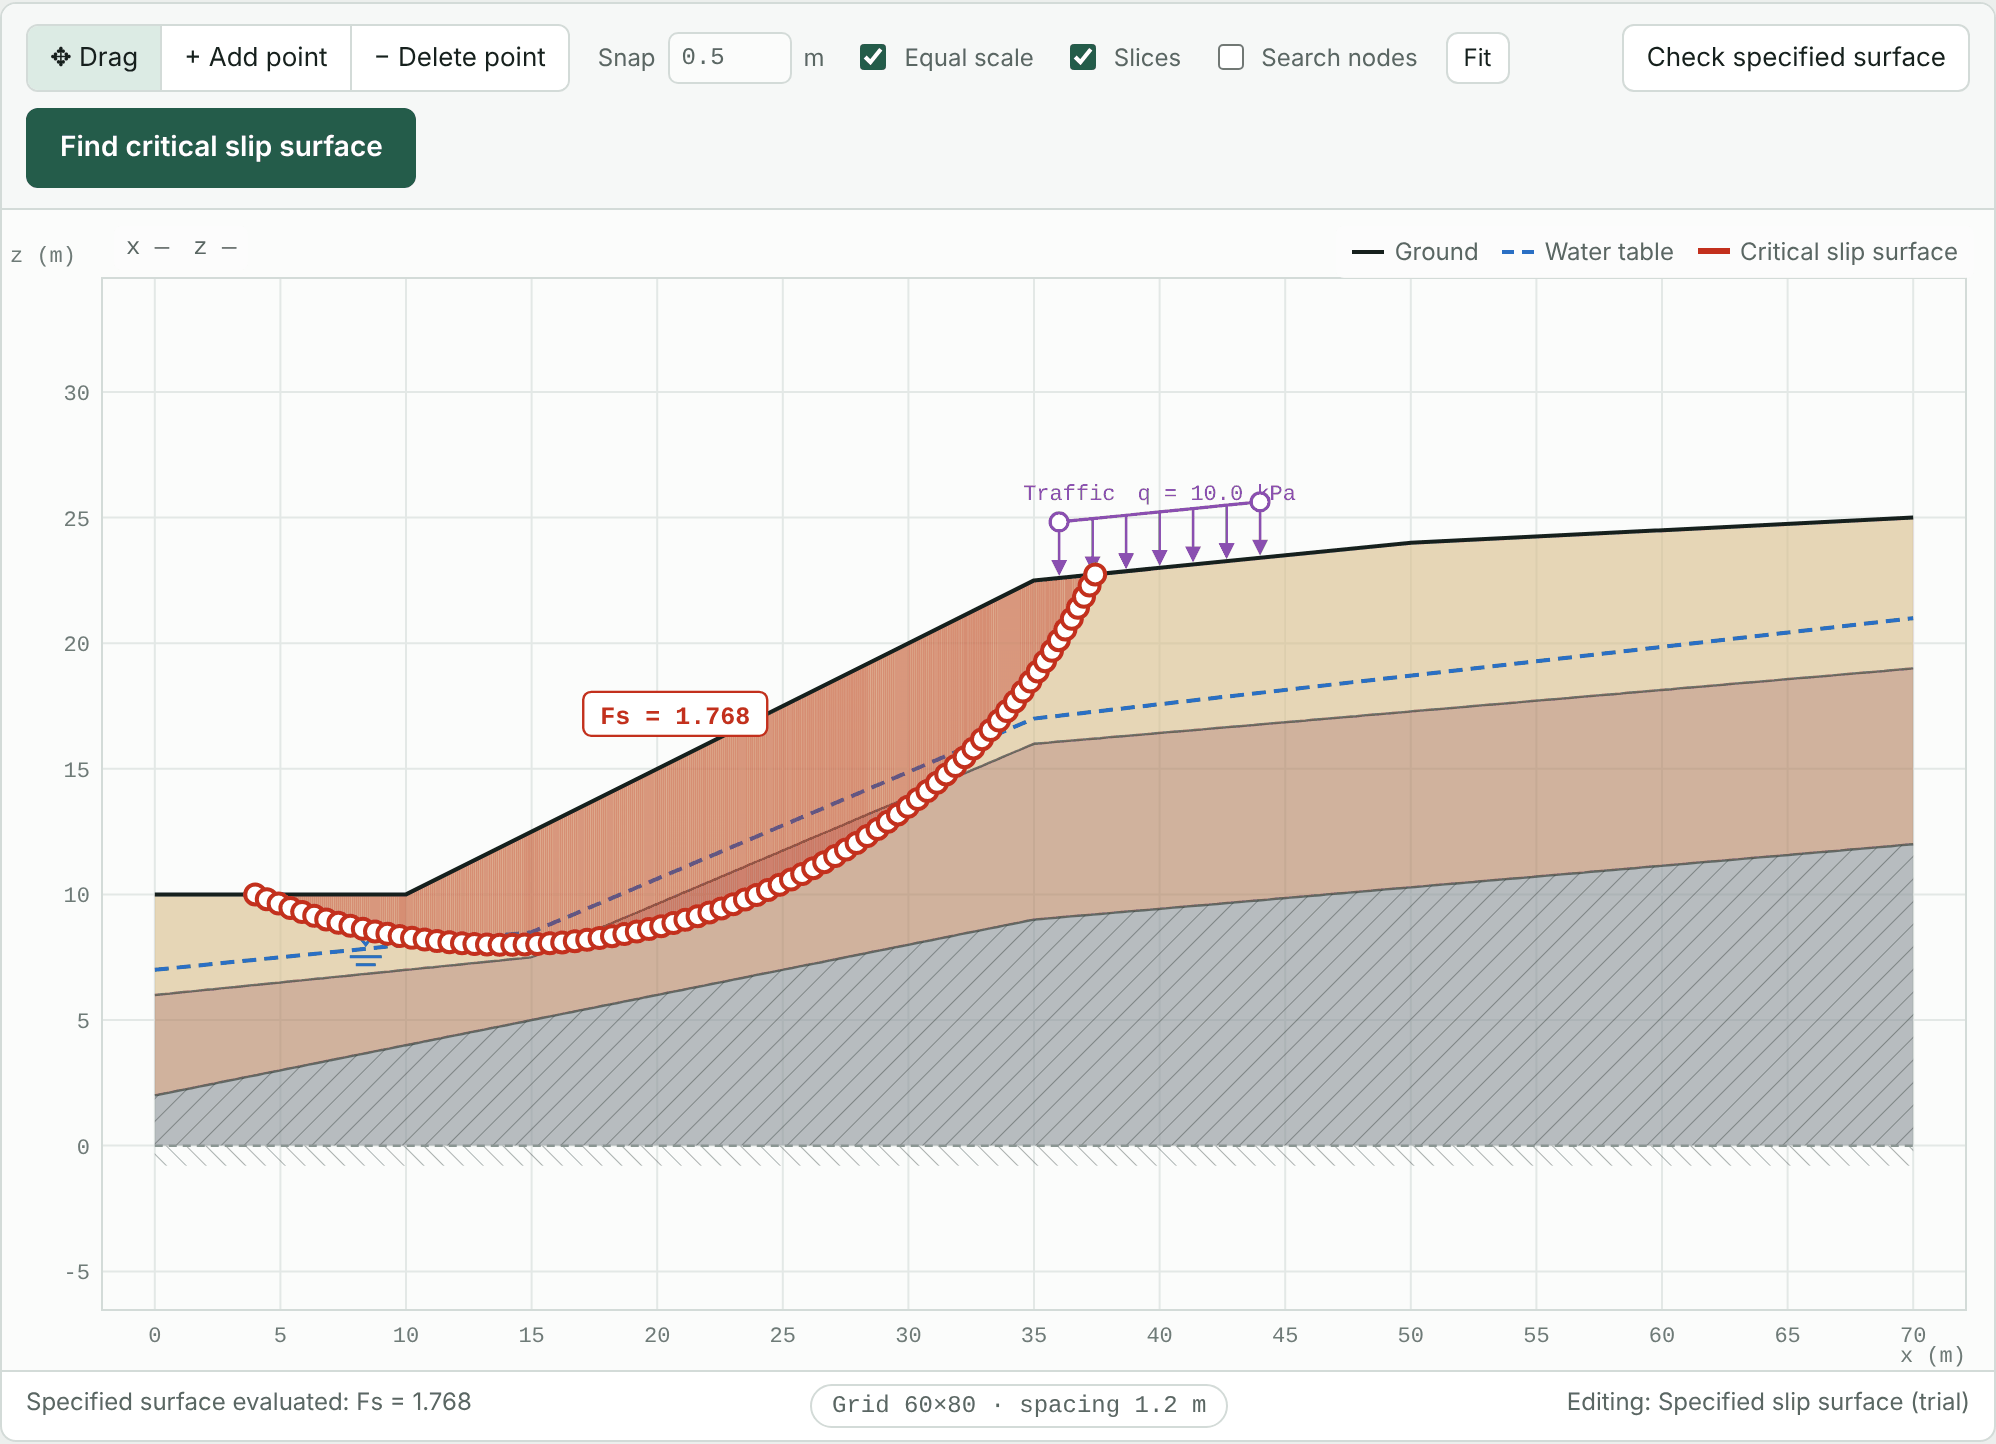 ✥ Drag + Add point − Delete point Snap 0.5 m Equal scale Slices Search nodes Fit Check specified surface
Find critical slip surface
z (m) x — z — Ground Water table Critical slip surface
30
Traffic q = 10.0 kPa
25
20
Fs = 1.768
15
10
5
0
-5
0 5 10 15 20 25 30 35 40 45 50 55 60 65 70
x (m)
Specified surface evaluated: Fs = 1.768 Grid 60×80 · spacing 1.2 m Editing: Specified slip surface (trial)